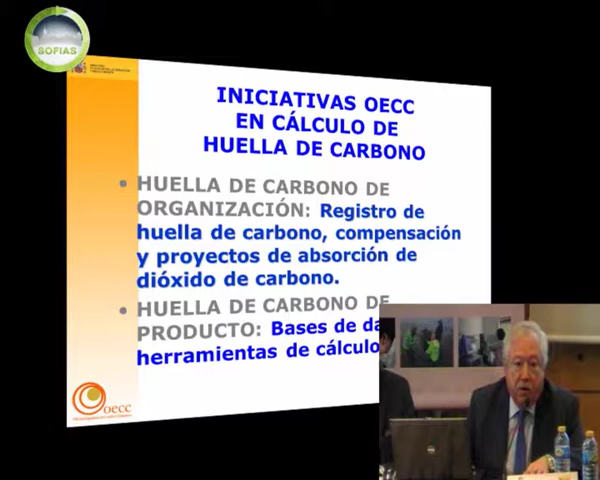 SOFIAS
INICIATIVAS OECC
EN CÁLCULO DE
HUELLA DE CARBONO
• HUELLA DE CARBONO DE
ORGANIZACIÓN: Registro de
huella de carbono, compensación
y proyectos de absorción de
dióxido de carbono.
• HUELLA DE CARBONO DE
PRODUCTO: Bases de da
herramientas de cálculo
oecc